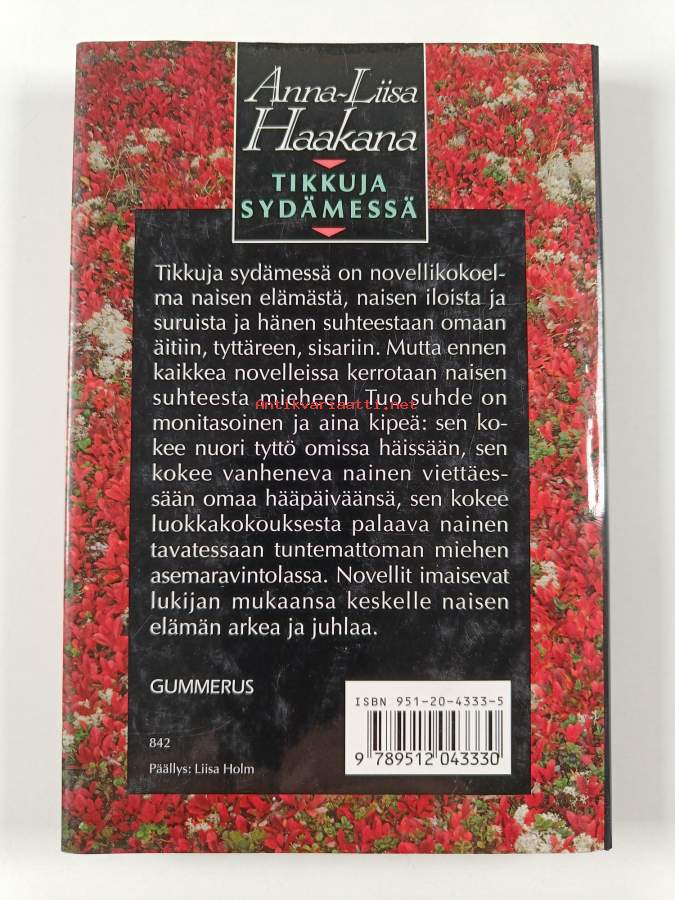 Anna-Liisa
Haakana
TIKKUJA
SYDÄMESSÄ
Tikkuja sydämessä on novellikokoel-
ma naisen elämästä, naisen iloista ja
suruista ja hänen suhteestaan omaan
äitiin, tyttäreen, sisariin. Mutta ennen
kaikkea novelleissa kerrotaan naisen
suhteesta mieheen. Tuo suhde on
Antikvariaatti.net
monitasoinen ja aina kipeä: sen ko-
kee nuori tyttö omissa häissään, sen
kokee vanheneva nainen viettäes-
sään omaa hääpäiväänsä, sen kokee
luokkakokouksesta palaava nainen
tavatessaan tuntemattoman miehen
asemaravintolassa. Novellit imaisevat
lukijan mukaansa keskelle naisen
elämän arkea ja juhlaa.
GUMMERUS
ISBN 951-20-4333-5
9 789512 043330
842
Päällys: Liisa Holm